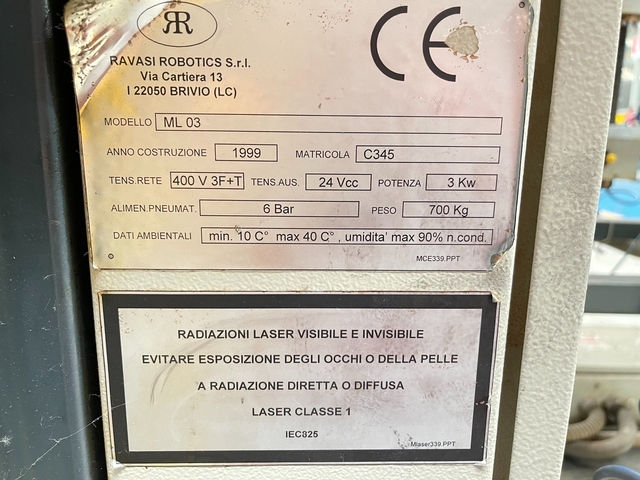 RR
CE
RAVASI ROBOTICS S.r.l.
Via Cartiera 13
I 22050 BRIVIO (LC)
MODELLO ML 03
ANNO COSTRUZIONE 1999 MATRICOLA C345
TENS.RETE 400 V 3F+T TENS.AUS. 24 Vcc POTENZA 3 Kw
ALIMEN.PNEUMAT. 6 Bar PESO 700 Kg
DATI AMBIENTALI min. 10 C° max 40 C° , umidita' max 90% n.cond.
MCE339.PPT
RADIAZIONI LASER VISIBILE E INVISIBILE
EVITARE ESPOSIZIONE DEGLI OCCHI O DELLA PELLE
A RADIAZIONE DIRETTA O DIFFUSA
LASER CLASSE 1
IEC825
Mlaser339.PPT